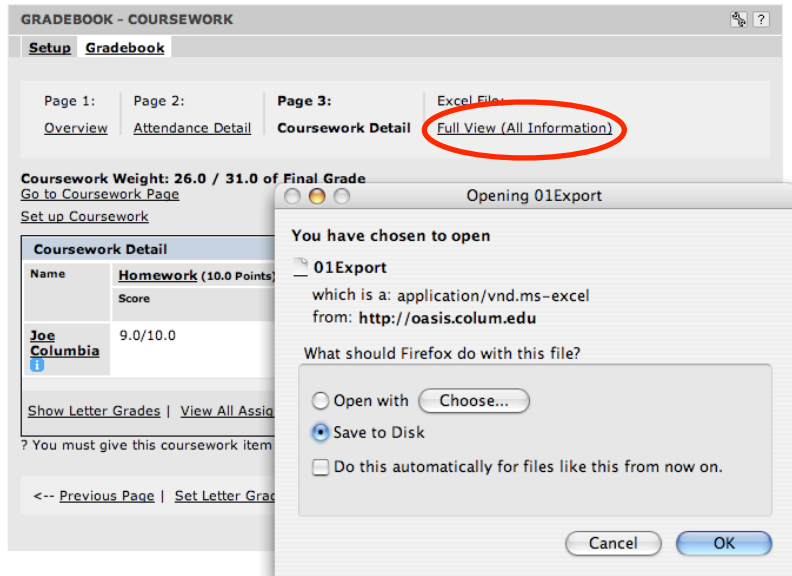 GRADEBOOK - COURSEWORK
?
Setup Gradebook
Page 1: Page 2: Page 3: Excel File:
Overview Attendance Detail Coursework Detail Full View (All Information)
Coursework Weight: 26.0 / 31.0 of Final Grade
Go to Coursework Page
Set up Coursework
Coursework Detail
Name Homework (10.0 Points)
Score
Joe
Columbia
i
9.0/10.0
Show Letter Grades | View All Assig
? You must give this coursework item
<-- Previous Page | Set Letter Grad
Opening 01Export
You have chosen to open
01Export
which is a: application/vnd.ms-excel
from: http://oasis.colum.edu
What should Firefox do with this file?
Open with Choose...
Save to Disk
Do this automatically for files like this from now on.
Cancel OK